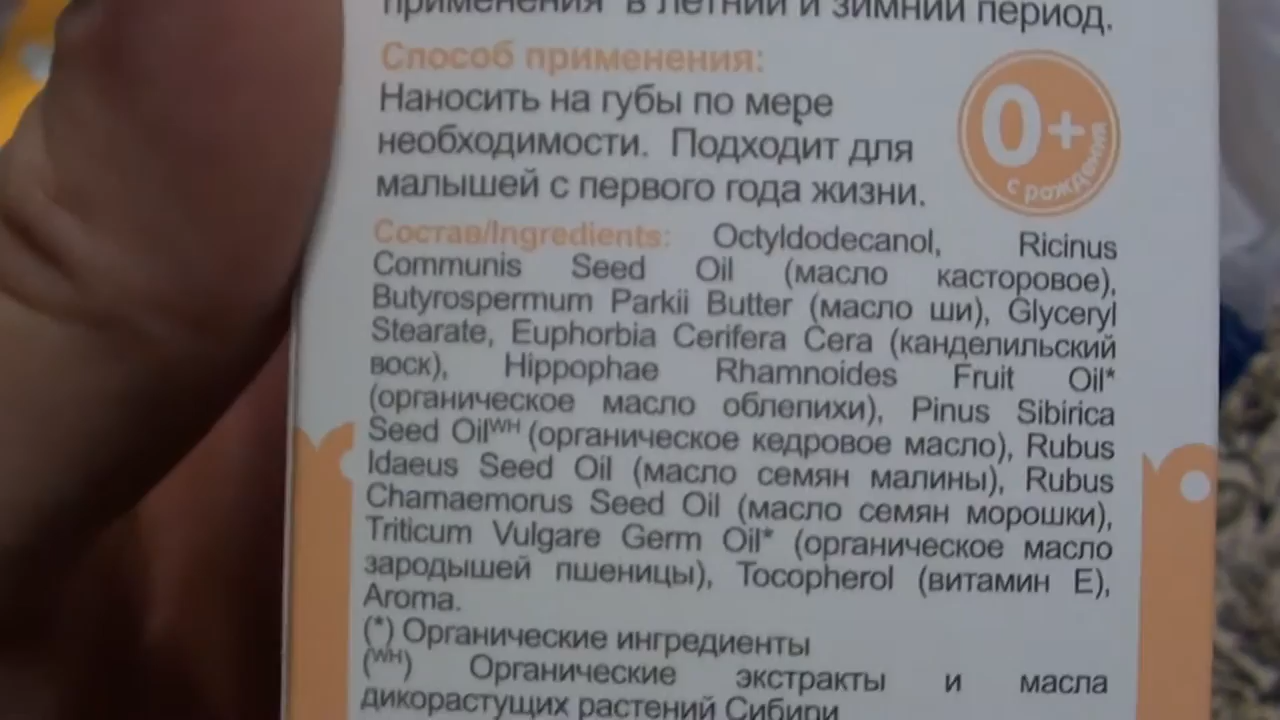 применения в летний и зимний период.
Способ применения:
Наносить на губы по мере
необходимости. Подходит для
малышей с первого года жизни.
0+
с рождения
Состав/Ingredients: Octyldodecanol, Ricinus
Communis Seed Oil (масло касторовое),
Butyrospermum Parkii Butter (масло ши), Glyceryl
Stearate, Euphorbia Cerifera Cera (канделильский
воск), Hippophae Rhamnoides Fruit Oil*
(органическое масло облепихи), Pinus Sibirica
Seed Oilᵂᴴ (органическое кедровое масло), Rubus
Idaeus Seed Oil (масло семян малины), Rubus
Chamaemorus Seed Oil (масло семян морошки),
Triticum Vulgare Germ Oil* (органическое масло
зародышей пшеницы), Tocopherol (витамин Е),
Aroma.
(*) Органические ингредиенты
(ᵂᴴ) Органические экстракты и масла
дикорастущих растений Сибири